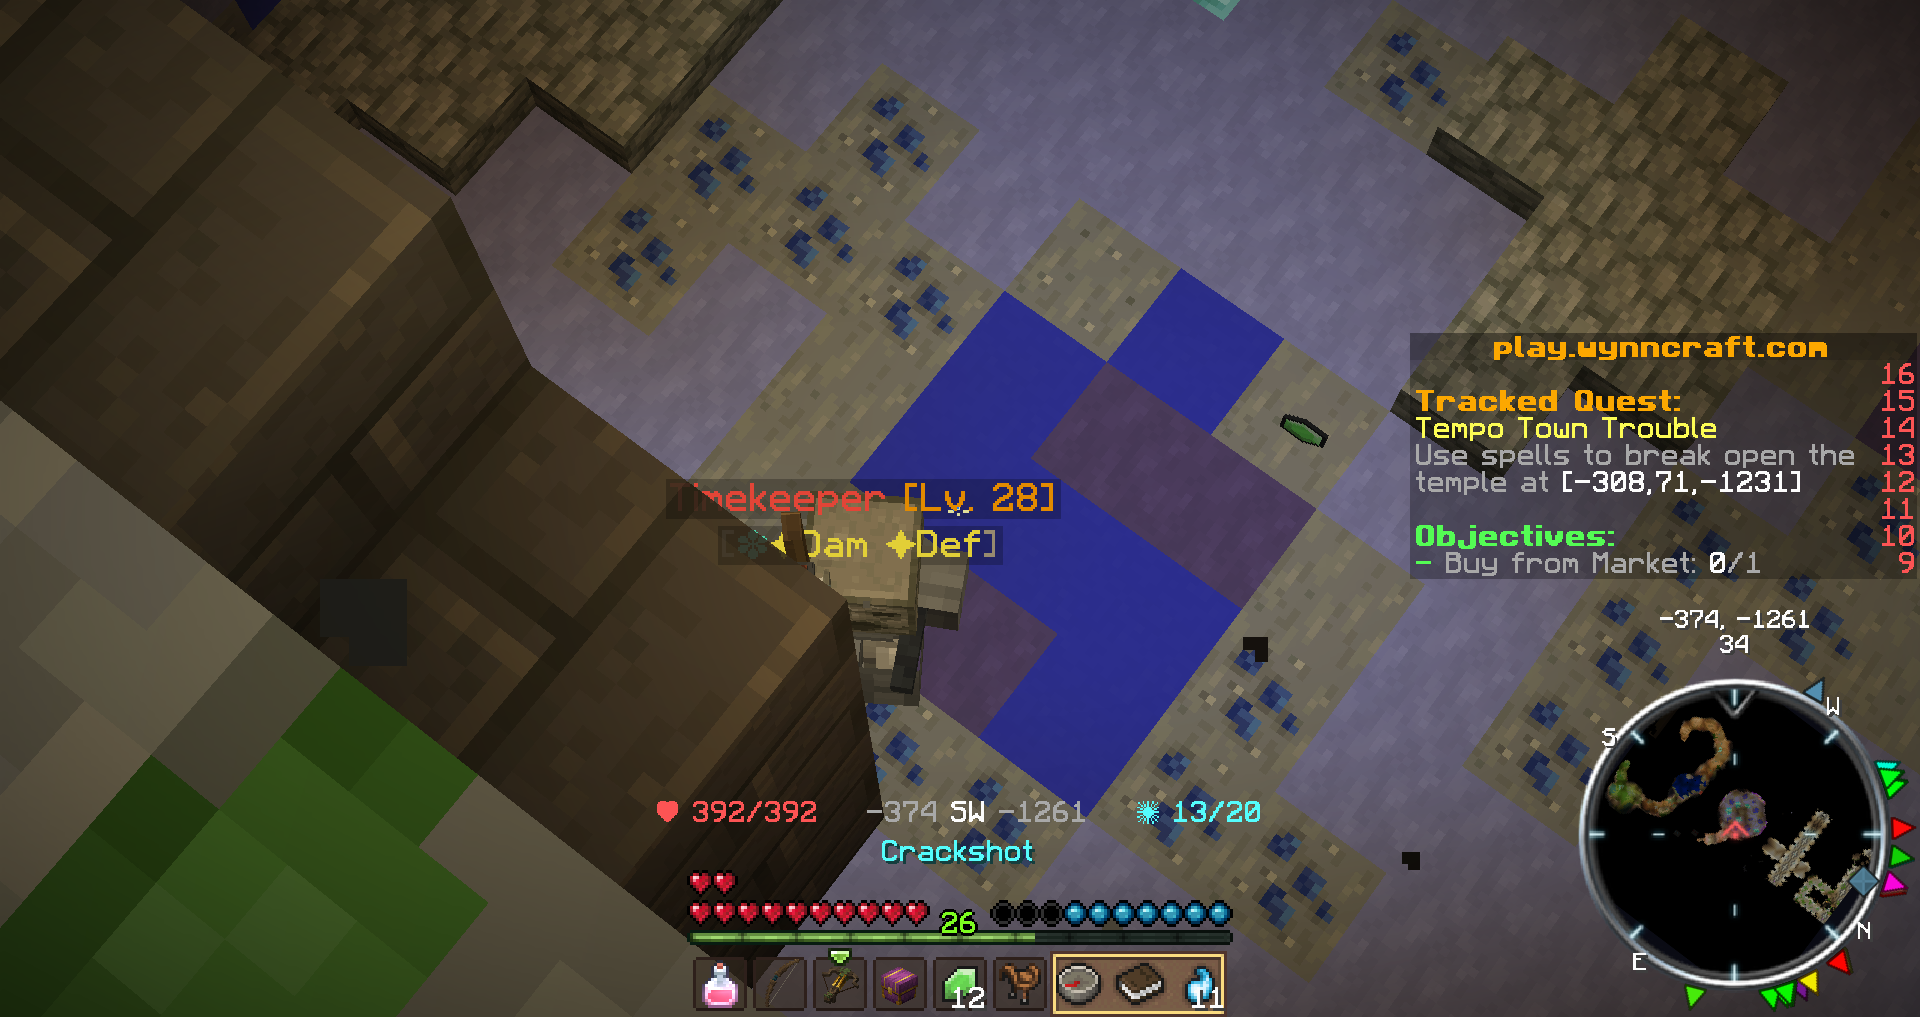 play.wynncraft.com
16
Tracked Quest: 15
Tempo Town Trouble 14
Use spells to break open the 13
temple at [-308,71,-1231] 12
11
Objectives: 10
- Buy from Market: 0/1 9
Timekeeper [Lv. 28]
Dam ✦Def]
-374, -1261
34
W
S
N
E
392/392 -374 SW -1261 13/20
Crackshot
26
12
11